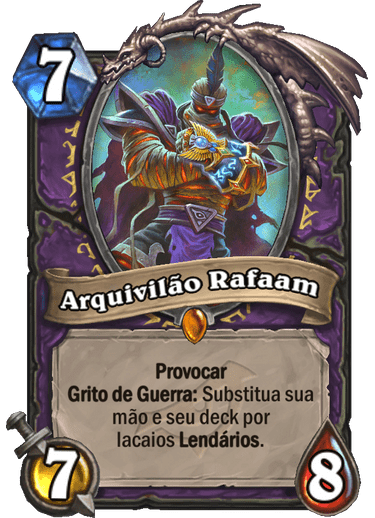 7
Arquivilão Rafaam
Provocar
Grito de Guerra: Substitua sua
mão e seu deck por
lacaios Lendários.
7
8